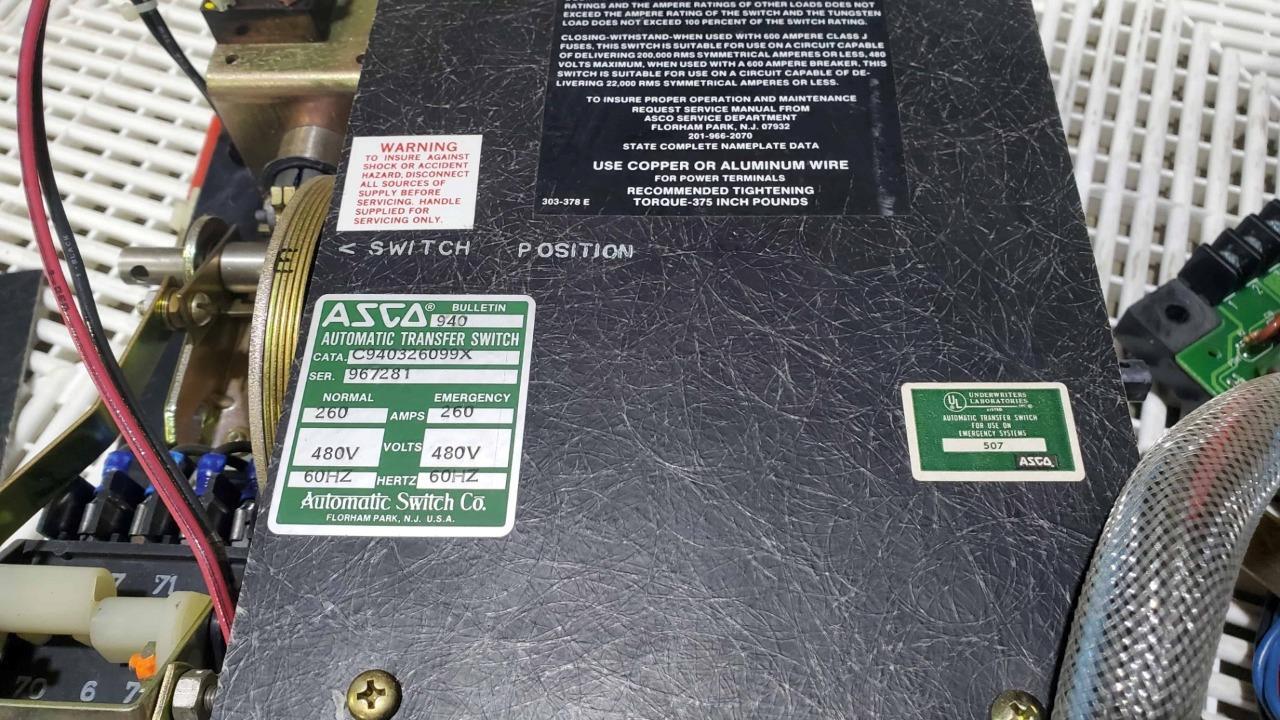 RATINGS AND THE AMPERE RATINGS OF OTHER LOADS DOES NOT
EXCEED THE AMPERE RATING OF THE SWITCH AND THE TUNGSTEN
LOAD DOES NOT EXCEED 100 PERCENT OF THE SWITCH RATING.
CLOSING-WITHSTAND-WHEN USED WITH 600 AMPERE CLASS J
FUSES, THIS SWITCH IS SUITABLE FOR USE ON A CIRCUIT CAPABLE
OF DELIVERING 200,000 RMS SYMMETRICAL AMPERES OR LESS, 480
VOLTS MAXIMUM, WHEN USED WITH A 600 AMPERE BREAKER, THIS
SWITCH IS SUITABLE FOR USE ON A CIRCUIT CAPABLE OF DE-
LIVERING 22,000 RMS SYMMETRICAL AMPERES OR LESS.
TO INSURE PROPER OPERATION AND MAINTENANCE
REQUEST SERVICE MANUAL FROM
ASCO SERVICE DEPARTMENT
FLORHAM PARK, N.J. 07932
201-966-2070
STATE COMPLETE NAMEPLATE DATA
USE COPPER OR ALUMINUM WIRE
FOR POWER TERMINALS
RECOMMENDED TIGHTENING
303-378 E TORQUE-375 INCH POUNDS
WARNING
TO INSURE AGAINST
SHOCK OR ACCIDENT
HAZARD, DISCONNECT
ALL SOURCES OF
SUPPLY BEFORE
SERVICING. HANDLE
SUPPLIED FOR
SERVICING ONLY.
< SWITCH POSITION
E
ASCO® BULLETIN
940
AUTOMATIC TRANSFER SWITCH
CATA. C940326099X
SER. 967281
NORMAL EMERGENCY
260 AMPS 260
480V VOLTS 480V
60HZ HERTZ 60HZ
Automatic Switch Co.
FLORHAM PARK, N.J. U.S.A.
UL UNDERWRITERS
LABORATORIES INC.®
LISTED
AUTOMATIC TRANSFER SWITCH
FOR USE ON
EMERGENCY SYSTEMS
507
ASCO
7 71
70 6 7